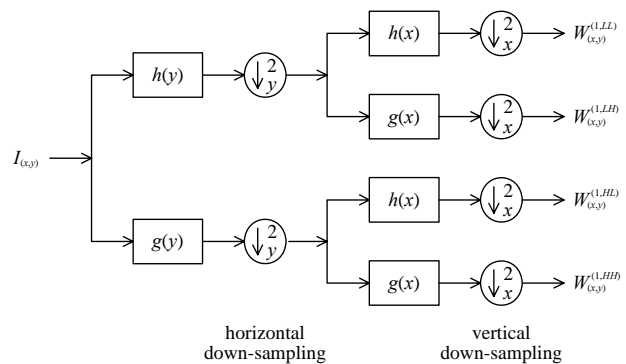 h(y) ↓2 y h(x) ↓2 x W(x,y)^(1,LL)
g(x) ↓2 x W(x,y)^(1,LH)
I(x,y)
g(y) ↓2 y h(x) ↓2 x W(x,y)^(1,HL)
g(x) ↓2 x W(x,y)^(1,HH)
horizontal
down-sampling
vertical
down-sampling